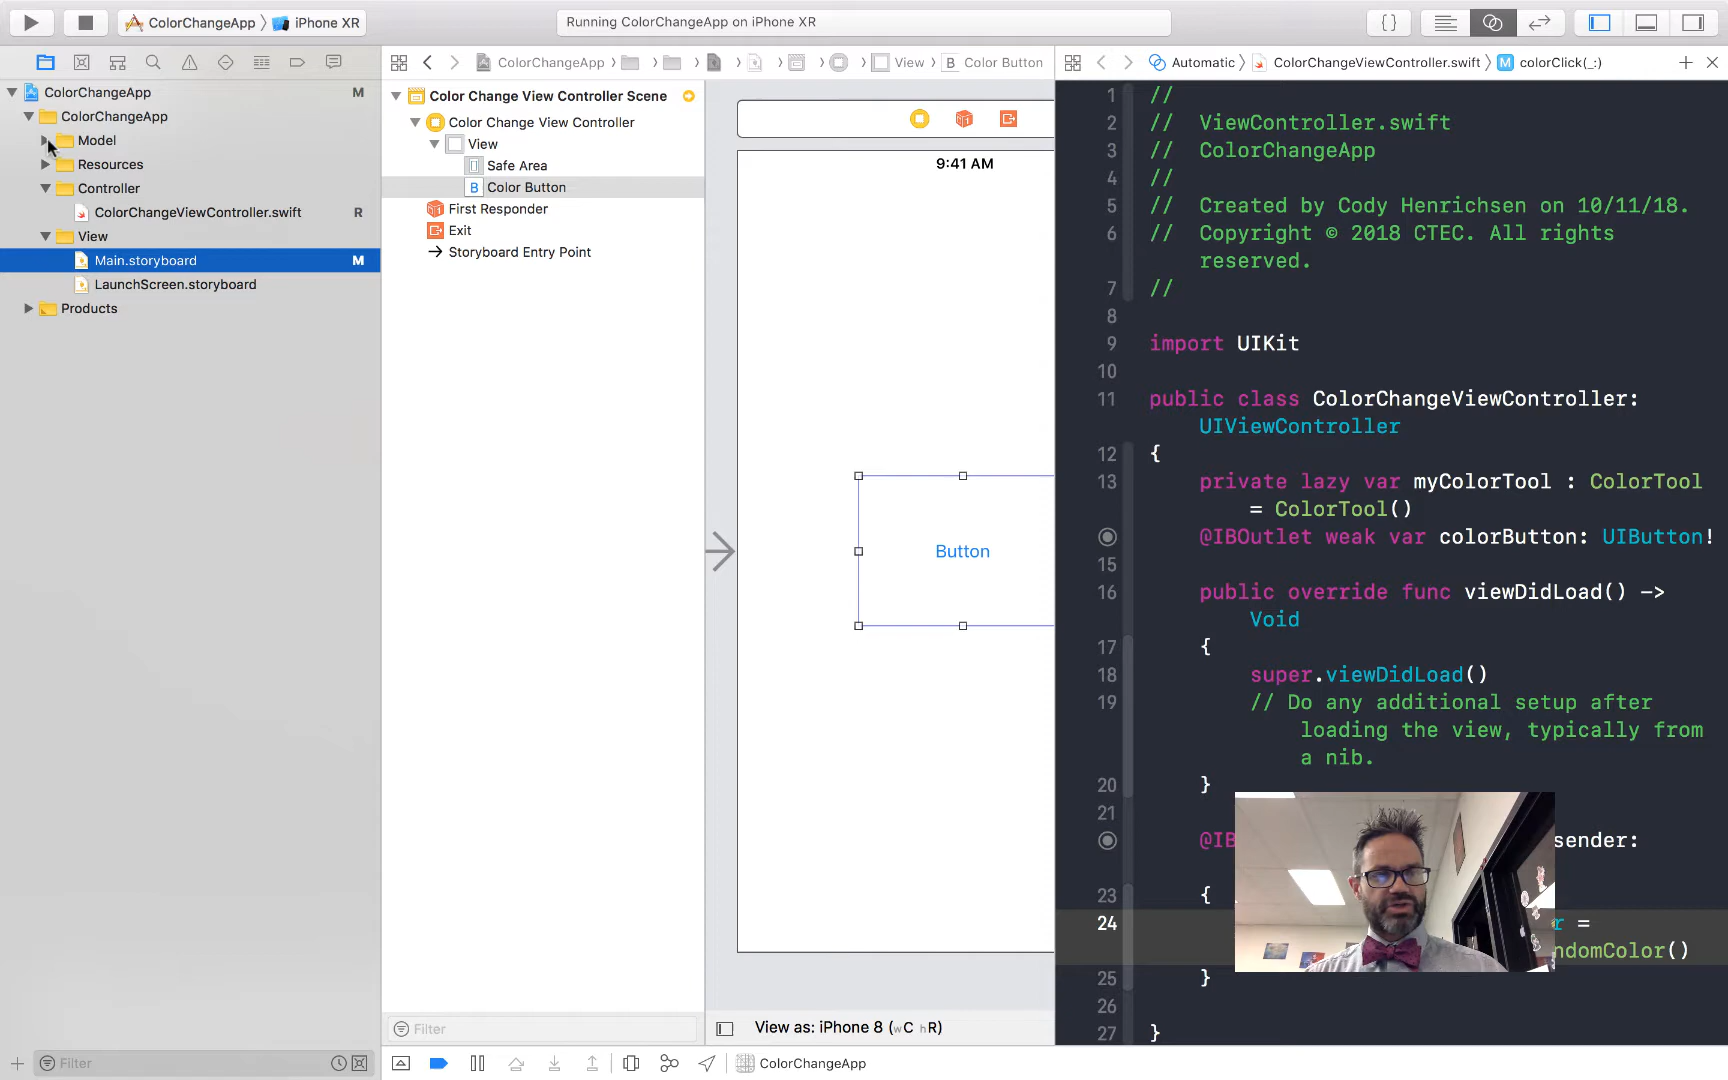 ColorChangeApp 〉 iPhone XR
Running ColorChangeApp on iPhone XR
{ }
ColorChangeApp M
ColorChangeApp
Model
Resources
Controller
ColorChangeViewController.swift R
View
Main.storyboard M
LaunchScreen.storyboard
Products
Filter
ColorChangeApp 〉 View 〉 B Color Button
Color Change View Controller Scene
Color Change View Controller
View
Safe Area
B Color Button
First Responder
Exit
Storyboard Entry Point
Filter
9:41 AM
Button
View as: iPhone 8 (wC hR)
ColorChangeApp
Automatic 〉 ColorChangeViewController.swift 〉 M colorClick(_:)
1 //
2 // ViewController.swift
3 // ColorChangeApp
4 //
5 // Created by Cody Henrichsen on 10/11/18.
6 // Copyright © 2018 CTEC. All rights
reserved.
7 //
8
9 import UIKit
10
11 public class ColorChangeViewController:
UIViewController
12 {
13 private lazy var myColorTool : ColorTool
= ColorTool()
@IBOutlet weak var colorButton: UIButton!
15
16 public override func viewDidLoad() ->
Void
17 {
18 super.viewDidLoad()
19 // Do any additional setup after
loading the view, typically from
a nib.
20 }
21
@IB sender:
23 {
24 r =
ndomColor()
25 }
26
27 }